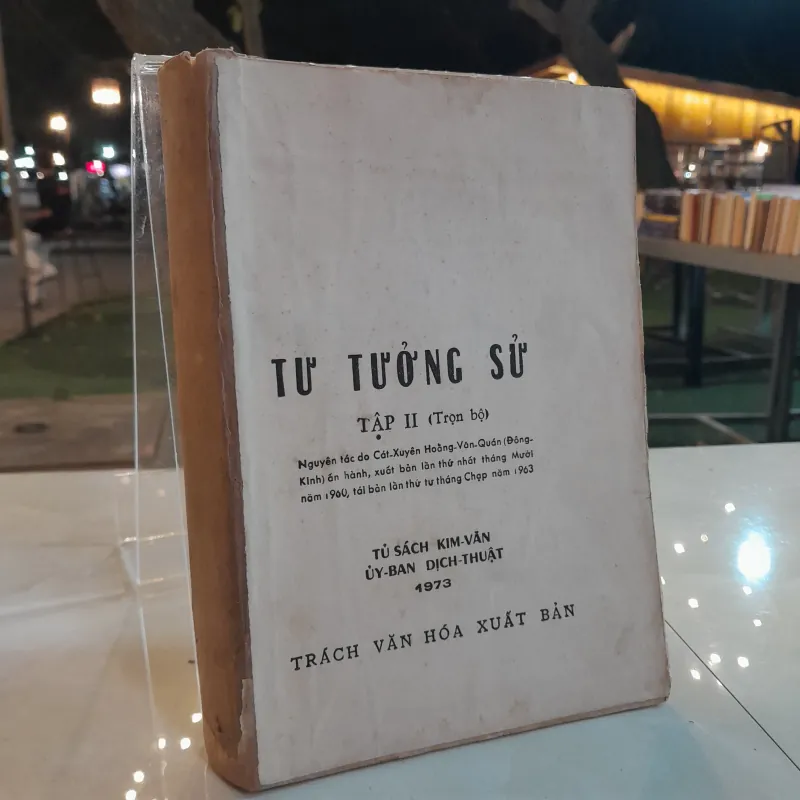 TƯ TƯỞNG SỬ
TẬP II (Trọn bộ)
Nguyên tác do Cát-Xuyên Hoằng-Văn-Quán (Đông-
Kinh) ấn hành, xuất bản lần thứ nhất tháng Mười
năm 1960, tái bản lần thứ tư tháng Chạp năm 1963
TỦ SÁCH KIM-VĂN
ỦY-BAN DỊCH-THUẬT
1973
TRÁCH VĂN HÓA XUẤT BẢN